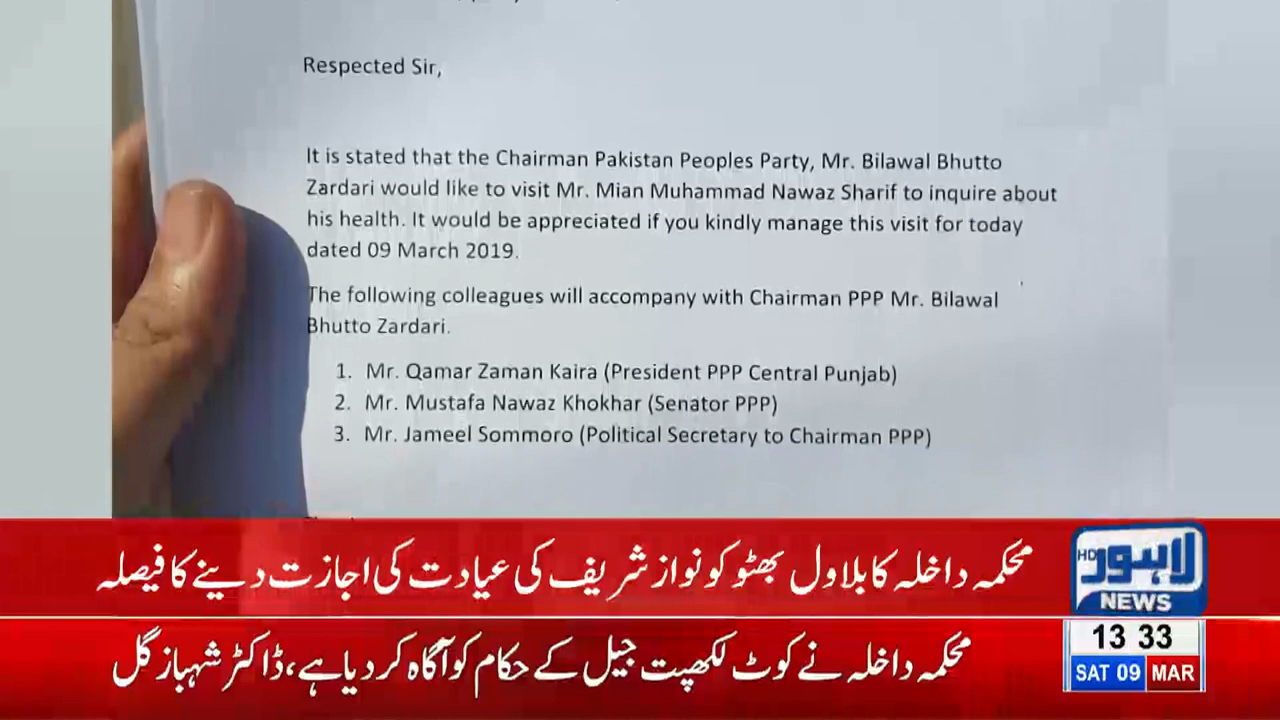 Respected Sir,
It is stated that the Chairman Pakistan Peoples Party, Mr. Bilawal Bhutto
Zardari would like to visit Mr. Mian Muhammad Nawaz Sharif to inquire about
his health. It would be appreciated if you kindly manage this visit for today
dated 09 March 2019.
The following colleagues will accompany with Chairman PPP Mr. Bilawal
Bhutto Zardari.
1. Mr. Qamar Zaman Kaira (President PPP Central Punjab)
2. Mr. Mustafa Nawaz Khokhar (Senator PPP)
3. Mr. Jameel Sommoro (Political Secretary to Chairman PPP)
محکمہ داخلہ کا بلاول بھٹو کو نواز شریف کی عیادت کی اجازت دینے کا فیصلہ
HD لاہور
NEWS
محکمہ داخلہ نے کوٹ لکھپت جیل کے حکام کو آگاہ کر دیا ہے، ڈاکٹر شہباز گل
13 33
SAT 09 MAR